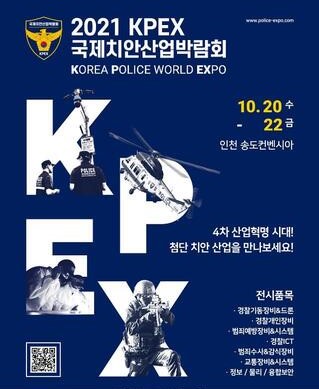 국제치안산업박람회
KPEX
2021 KPEX
국제치안산업박람회
KOREA POLICE WORLD EXPO
www.police-expo.com
10.20 수
- 22 금
인천 송도컨벤시아
K
P
E
X
4차 산업혁명 시대!
첨단 치안 산업을 만나보세요!
전시품목
· 경찰기동장비&드론
· 경찰개인장비
· 범죄예방장비&시스템
· 경찰ICT
· 범죄수사&감식장비
· 교통장비&시스템
· 정보 / 물리 / 융합보안